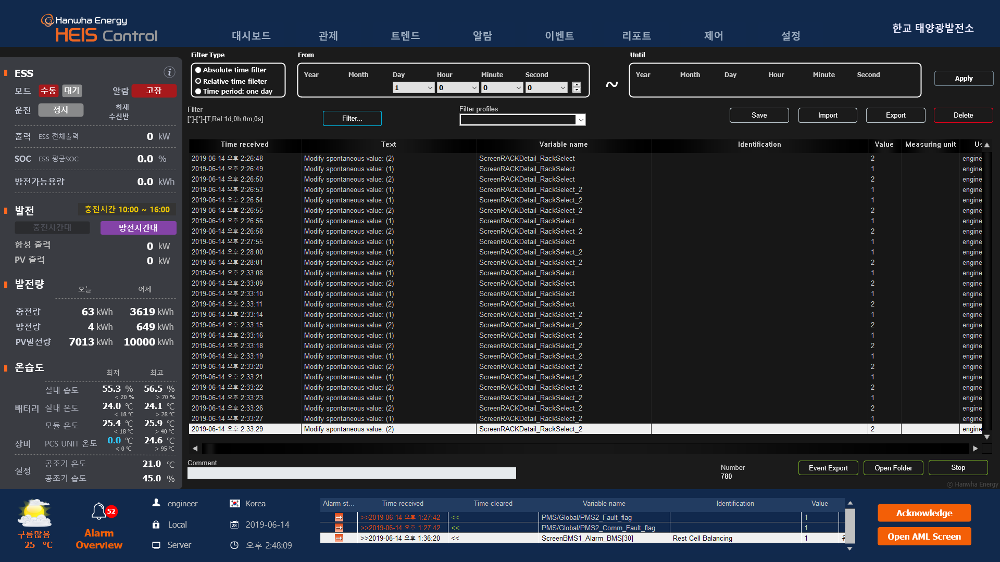 Hanwha Energy
HEIS Control
대시보드 관제 트렌드 알람 이벤트 리포트 제어 설정
한교 태양광발전소
ESS i
모드 수동 대기 알람 고장
운전 정지 화재
수신반
출력 ESS 전체출력 0 kW
SOC ESS 평균SOC 0.0 %
방전가능용량 0.0 kWh
발전 충전시간 10:00 ~ 16:00
충전시간대 방전시간대
합성 출력 0 kW
PV 출력 0 kW
발전량 오늘 어제
충전량 63 kWh 3619 kWh
방전량 4 kWh 649 kWh
PV발전량 7013 kWh 10000 kWh
온습도 최저 최고
실내 습도 55.3 % 56.5 %
< 20 % > 70 %
배터리 실내 온도 24.0 ℃ 24.1 ℃
< 18 ℃ > 28 ℃
모듈 온도 25.4 ℃ 25.9 ℃
< 18 ℃ > 40 ℃
장비 PCS UNIT 온도 0.0 ℃ 24.6 ℃
< 0 ℃ > 95 ℃
설정 공조기 온도 21.0 ℃
공조기 습도 45.0 %
Filter Type From Until
Absolute time filter
Relative time fileter
Time period: one day
Year Month Day Hour Minute Second
1 0 0 0
~
Year Month Day Hour Minute Second
Apply
Filter
[*]-[*]-[T,Rel:1d,0h,0m,0s]
Filter...
Filter profiles
Save Import Export Delete
Time received Text Variable name Identification Value Measuring unit Us
2019-06-14 오후 2:26:48 Modify spontaneous value: (2) ScreenRACKDetail_RackSelect 2 engine
2019-06-14 오후 2:26:49 Modify spontaneous value: (1) ScreenRACKDetail_RackSelect 1 engine
2019-06-14 오후 2:26:50 Modify spontaneous value: (2) ScreenRACKDetail_RackSelect 2 engine
2019-06-14 오후 2:26:53 Modify spontaneous value: (1) ScreenRACKDetail_RackSelect_2 1 engine
2019-06-14 오후 2:26:54 Modify spontaneous value: (1) ScreenRACKDetail_RackSelect_2 1 engine
2019-06-14 오후 2:26:55 Modify spontaneous value: (2) ScreenRACKDetail_RackSelect_2 2 engine
2019-06-14 오후 2:26:56 Modify spontaneous value: (1) ScreenRACKDetail_RackSelect 1 engine
2019-06-14 오후 2:26:58 Modify spontaneous value: (2) ScreenRACKDetail_RackSelect_2 2 engine
2019-06-14 오후 2:27:55 Modify spontaneous value: (1) ScreenRACKDetail_RackSelect 1 engine
2019-06-14 오후 2:28:00 Modify spontaneous value: (1) ScreenRACKDetail_RackSelect_2 1 engine
2019-06-14 오후 2:28:01 Modify spontaneous value: (2) ScreenRACKDetail_RackSelect_2 2 engine
2019-06-14 오후 2:33:08 Modify spontaneous value: (1) ScreenRACKDetail_RackSelect 1 engine
2019-06-14 오후 2:33:09 Modify spontaneous value: (2) ScreenRACKDetail_RackSelect 2 engine
2019-06-14 오후 2:33:10 Modify spontaneous value: (1) ScreenRACKDetail_RackSelect 1 engine
2019-06-14 오후 2:33:11 Modify spontaneous value: (2) ScreenRACKDetail_RackSelect 2 engine
2019-06-14 오후 2:33:14 Modify spontaneous value: (1) ScreenRACKDetail_RackSelect_2 1 engine
2019-06-14 오후 2:33:15 Modify spontaneous value: (2) ScreenRACKDetail_RackSelect_2 2 engine
2019-06-14 오후 2:33:16 Modify spontaneous value: (1) ScreenRACKDetail_RackSelect_2 1 engine
2019-06-14 오후 2:33:18 Modify spontaneous value: (2) ScreenRACKDetail_RackSelect_2 2 engine
2019-06-14 오후 2:33:19 Modify spontaneous value: (1) ScreenRACKDetail_RackSelect_2 1 engine
2019-06-14 오후 2:33:20 Modify spontaneous value: (2) ScreenRACKDetail_RackSelect_2 2 engine
2019-06-14 오후 2:33:21 Modify spontaneous value: (1) ScreenRACKDetail_RackSelect_2 1 engine
2019-06-14 오후 2:33:22 Modify spontaneous value: (2) ScreenRACKDetail_RackSelect_2 2 engine
2019-06-14 오후 2:33:23 Modify spontaneous value: (1) ScreenRACKDetail_RackSelect_2 1 engine
2019-06-14 오후 2:33:26 Modify spontaneous value: (2) ScreenRACKDetail_RackSelect_2 2 engine
2019-06-14 오후 2:33:27 Modify spontaneous value: (1) ScreenRACKDetail_RackSelect_2 1 engine
2019-06-14 오후 2:33:29 Modify spontaneous value: (2) ScreenRACKDetail_RackSelect_2 2 engine
Comment
Number
780
Event Export Open Folder Stop
© Hanwha Energy
구름많음
25 ℃
52
Alarm
Overview
engineer
Local
Server
Korea
28 2019-06-14
오후 2:48:09
Alarm st... Time received Time cleared Variable name Identification Value
>>2019-06-14 오후 1:27:42 << PMS/Global/PMS2_Fault_flag 1
>>2019-06-14 오후 1:27:42 << PMS/Global/PMS2_Comm_Fault_flag 1
>>2019-06-14 오후 1:36:20 << ScreenBMS1_Alarm_BMS[30] Rest Cell Balancing 1
Acknowledge
Open AML Screen